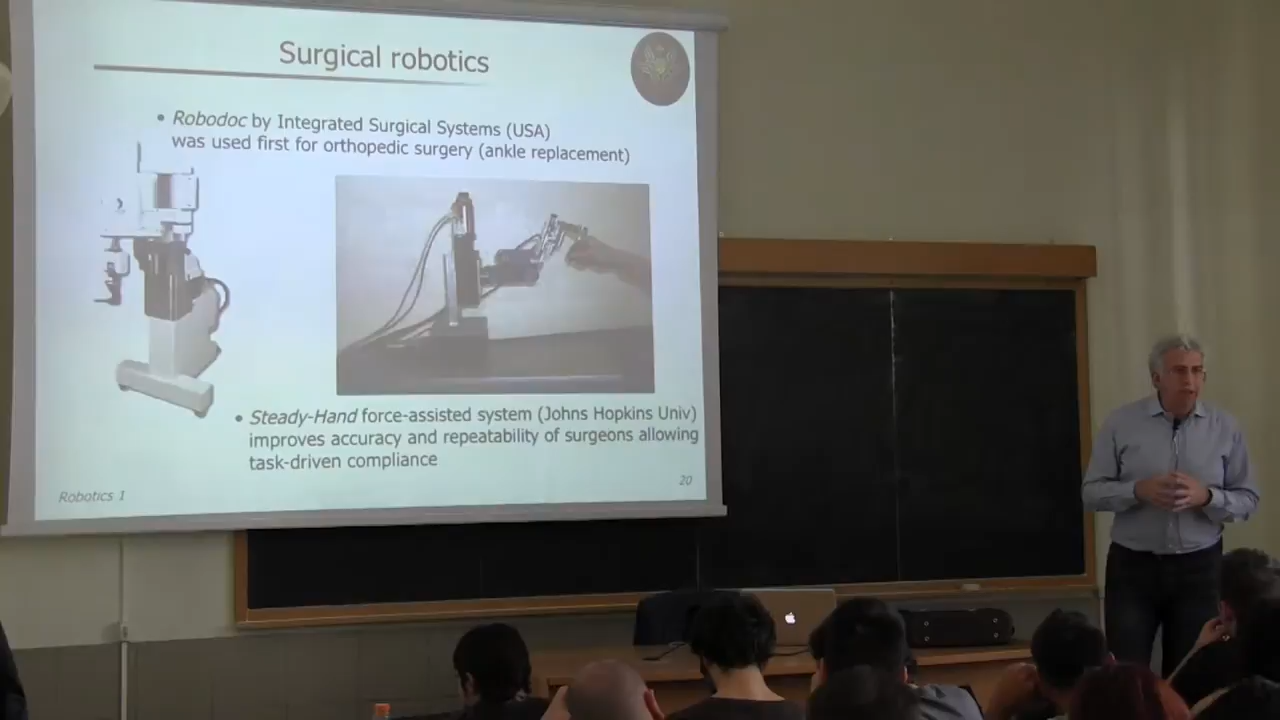 Surgical robotics
• Robodoc by Integrated Surgical Systems (USA)
was used first for orthopedic surgery (ankle replacement)
• Steady-Hand force-assisted system (Johns Hopkins Univ)
improves accuracy and repeatability of surgeons allowing
task-driven compliance
Robotics 1
20